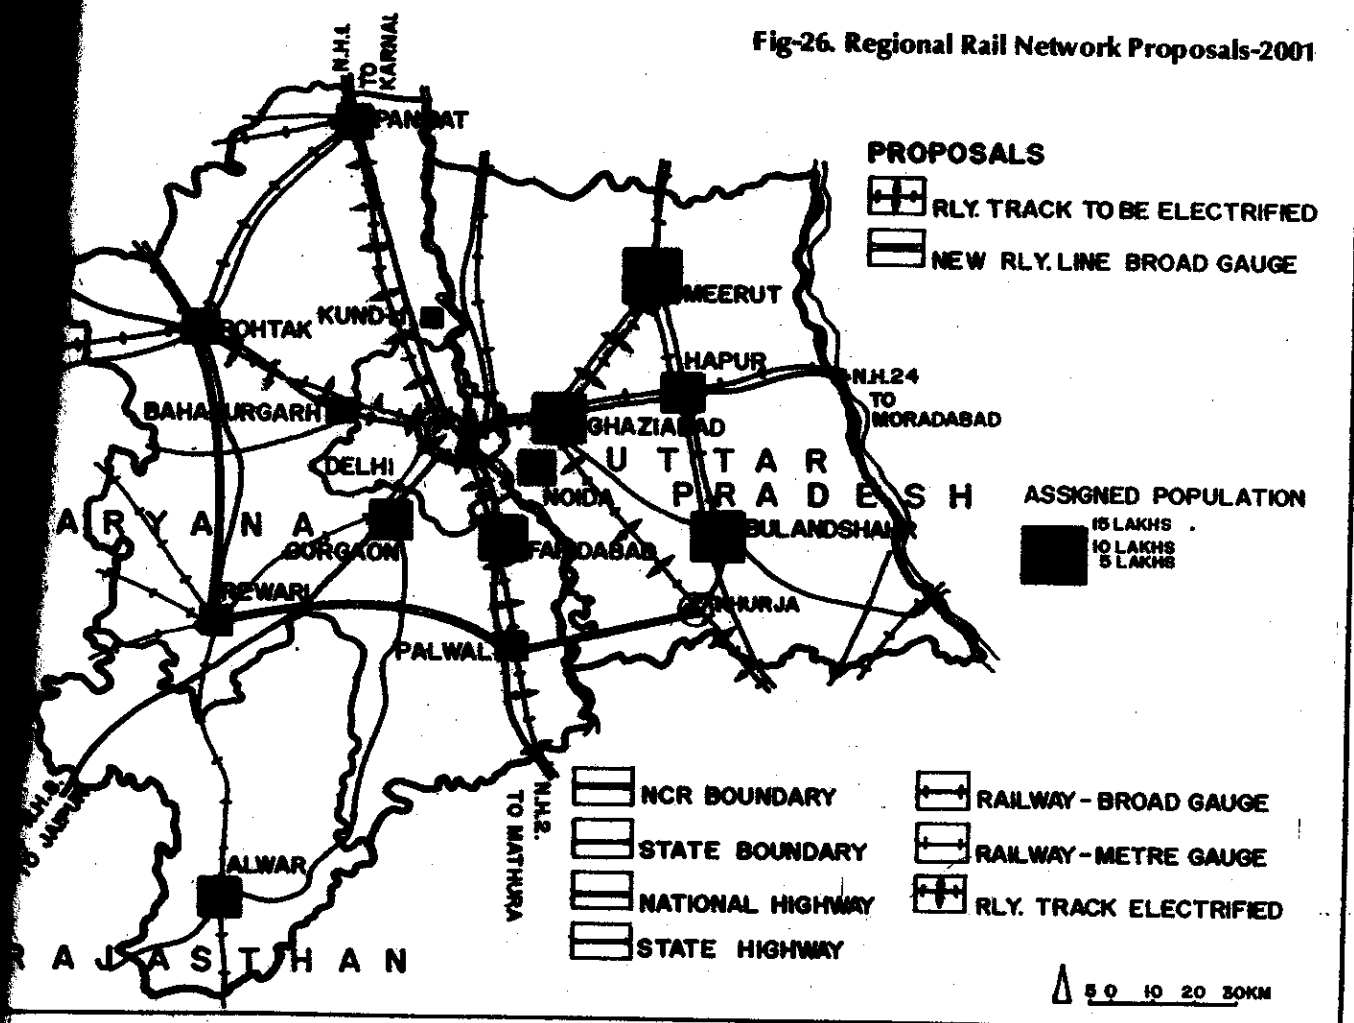 Fig-26. Regional Rail Network Proposals-2001
N.H.1.
TO
KARNAL
PANIPAT
PROPOSALS
RLY. TRACK TO BE ELECTRIFIED
NEW RLY. LINE BROAD GAUGE
MEERUT
KUNDLI
ROHTAK
HAPUR
N.H.24
TO
MORADABAD
BAHADURGARH
GHAZIABAD
DELHI
UTTAR
PRADESH
NOIDA
ASSIGNED POPULATION
15 LAKHS
10 LAKHS
5 LAKHS
ARYANA
BULANDSHAHR
GURGAON
FARIDABAD
REWARI
KHURJA
PALWAL
N.H.8.
TO JAIPUR
N.H.2.
TO MATHURA
NCR BOUNDARY
STATE BOUNDARY
NATIONAL HIGHWAY
STATE HIGHWAY
RAILWAY-BROAD GAUGE
RAILWAY-METRE GAUGE
RLY. TRACK ELECTRIFIED
ALWAR
RAJASTHAN
5 0 10 20 30KM